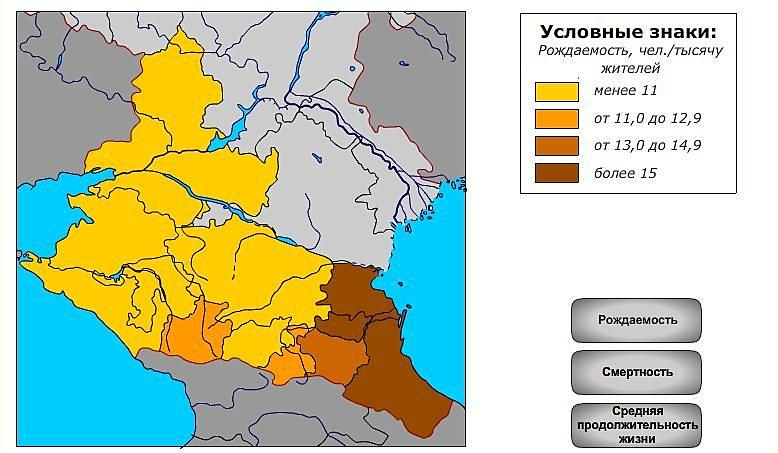 Условные знаки:
Рождаемость, чел./тысячу
жителей
менее 11
от 11,0 до 12,9
от 13,0 до 14,9
более 15
Рождаемость
Смертность
Средняя
продолжительность
жизни